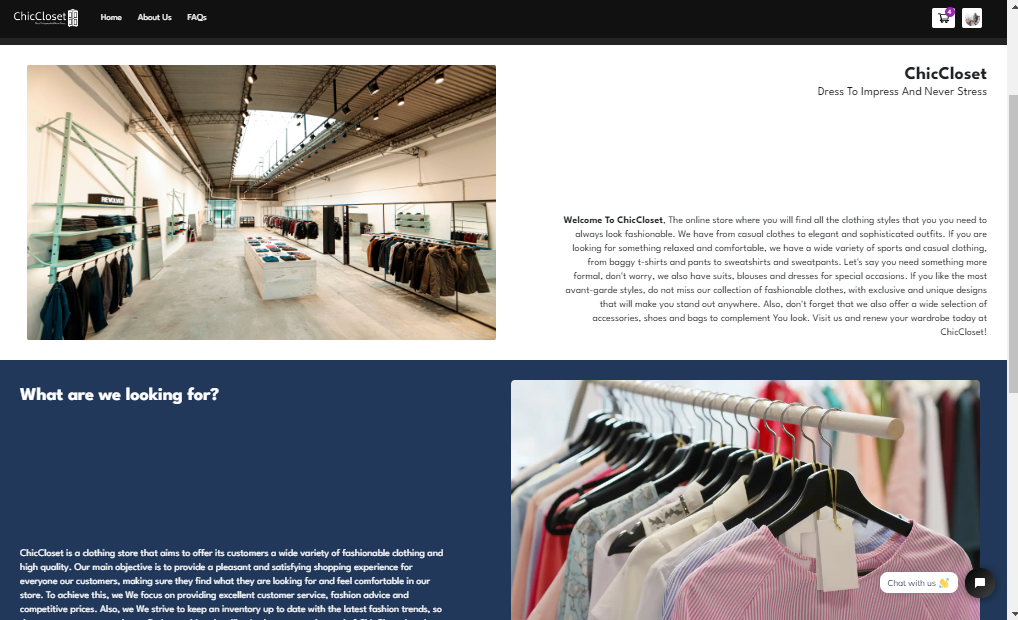 ChicCloset
Home About Us FAQs
4
ChicCloset
Dress To Impress And Never Stress
REVOLVER
Welcome To ChicCloset, The online store where you will find all the clothing styles that you you need to
always look fashionable. We have from casual clothes to elegant and sophisticated outfits. If you are
looking for something relaxed and comfortable, we have a wide variety of sports and casual clothing,
from baggy t-shirts and pants to sweatshirts and sweatpants. Let's say you need something more
formal, don't worry, we also have suits, blouses and dresses for special occasions. If you like the most
avant-garde styles, do not miss our collection of fashionable clothes, with exclusive and unique designs
that will make you stand out anywhere. Also, don't forget that we also offer a wide selection of
accessories, shoes and bags to complement You look. Visit us and renew your wardrobe today at
ChicCloset!
What are we looking for?
ChicCloset is a clothing store that aims to offer its customers a wide variety of fashionable clothing and
high quality. Our main objective is to provide a pleasant and satisfying shopping experience for
everyone our customers, making sure they find what they are looking for and feel comfortable in our
store. To achieve this, we We focus on providing excellent customer service, fashion advice and
competitive prices. Also, we We strive to keep an inventory up to date with the latest fashion trends, so
Chat with us 👋